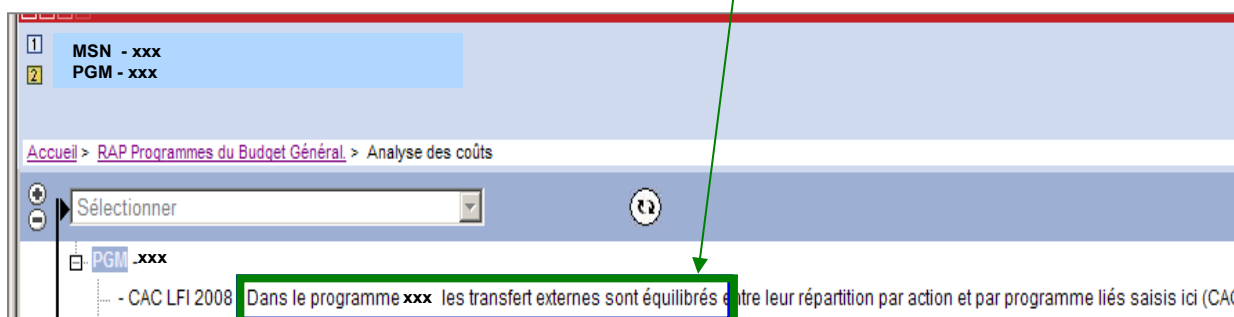 1 MSN - xxx
2 PGM - xxx
Accueil > RAP Programmes du Budget Général. > Analyse des coûts
Sélectionner
PGM -xxx
- CAC LFI 2008 Dans le programme xxx les transfert externes sont équilibrés entre leur répartition par action et par programme liés saisis ici (CAC